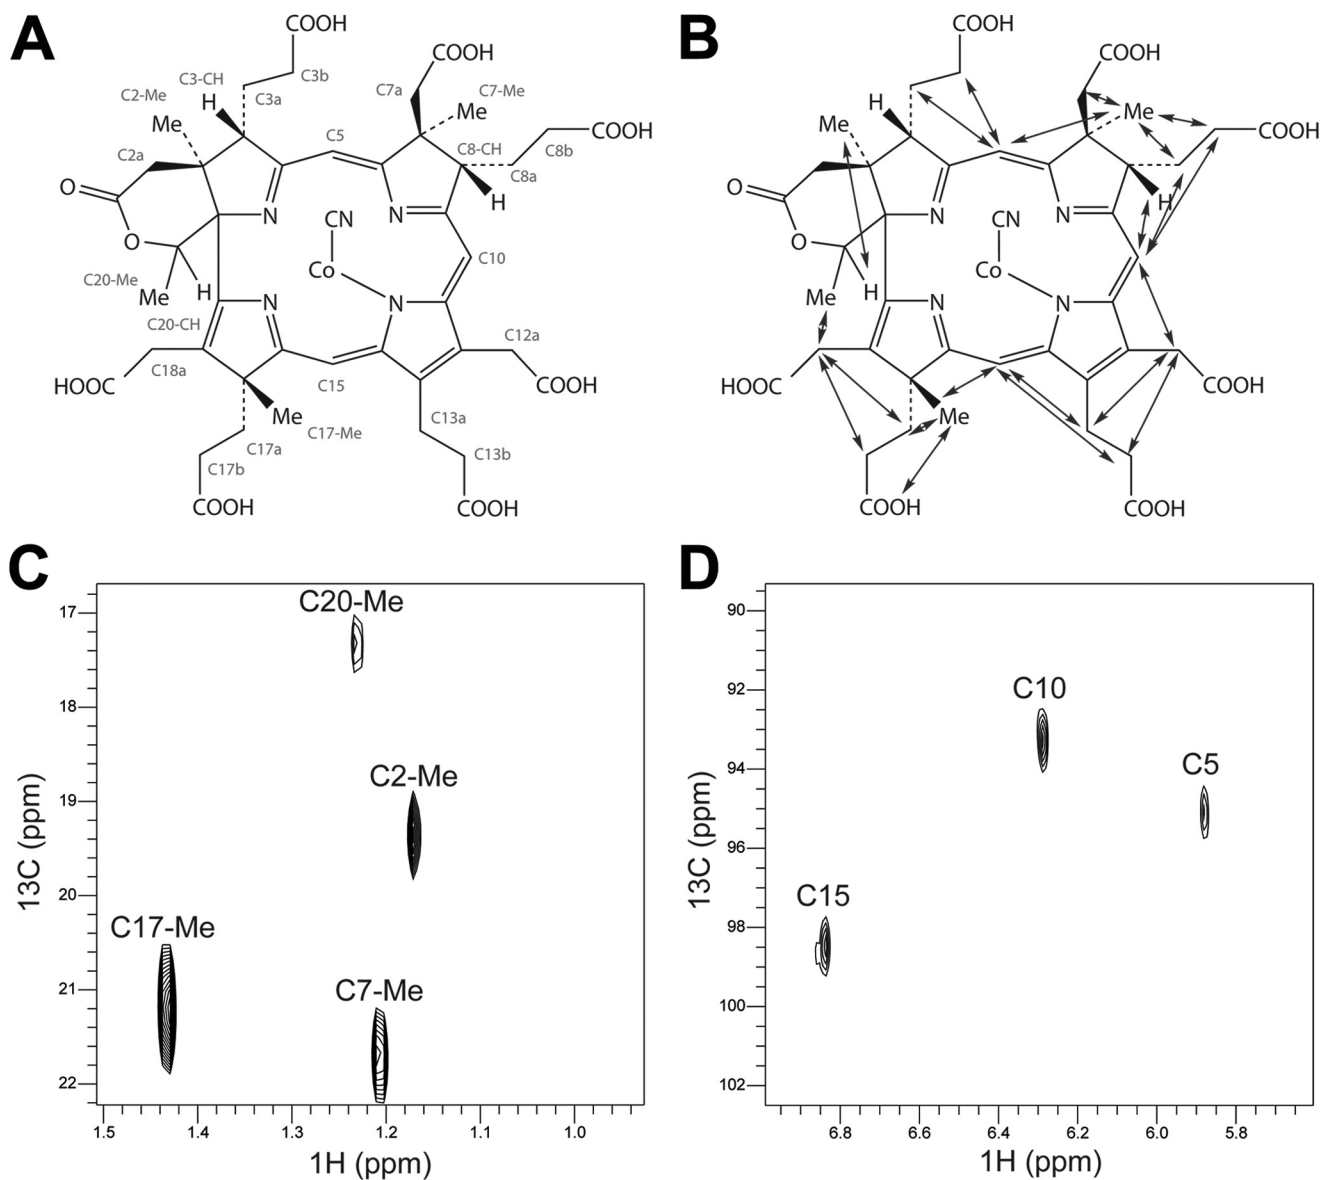 A
COOH
C3-CH
C3b
H
C3a
C2-Me
Me
C2a
O
O
C20-Me
Me
H
C20-CH
C18a
HOOC
N
C5
C7a
COOH
C7-Me
Me
C8-CH
COOH
C8b
C8a
H
N
CN
Co
C10
N
N
C12a
COOH
C15
Me
C17-Me
C17a
C17b
COOH
C13a
C13b
COOH
B
COOH
COOH
H
Me
Me
COOH
H
O
O
N
N
CN
Co
H
Me
N
N
HOOC
COOH
Me
COOH
COOH
C
C20-Me
C2-Me
C17-Me
C7-Me
17
18
19
20
21
22
13C (ppm)
1.5 1.4 1.3 1.2 1.1 1.0
1H (ppm)
D
C10
C5
C15
90
92
94
96
98
100
102
13C (ppm)
6.8 6.6 6.4 6.2 6.0 5.8
1H (ppm)